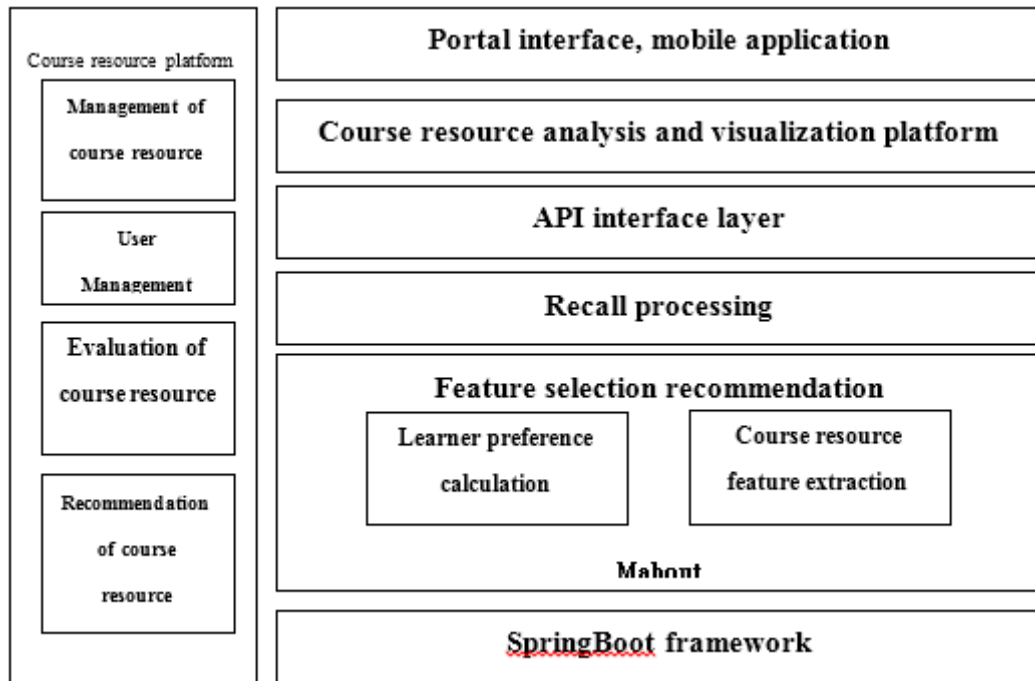 Course resource platform
Management of
course resource
User
Management
Evaluation of
course resource
Recommendation
of course
resource
Portal interface, mobile application
Course resource analysis and visualization platform
API interface layer
Recall processing
Feature selection recommendation
Learner preference
calculation
Course resource
feature extraction
Mahout
SpringBoot framework